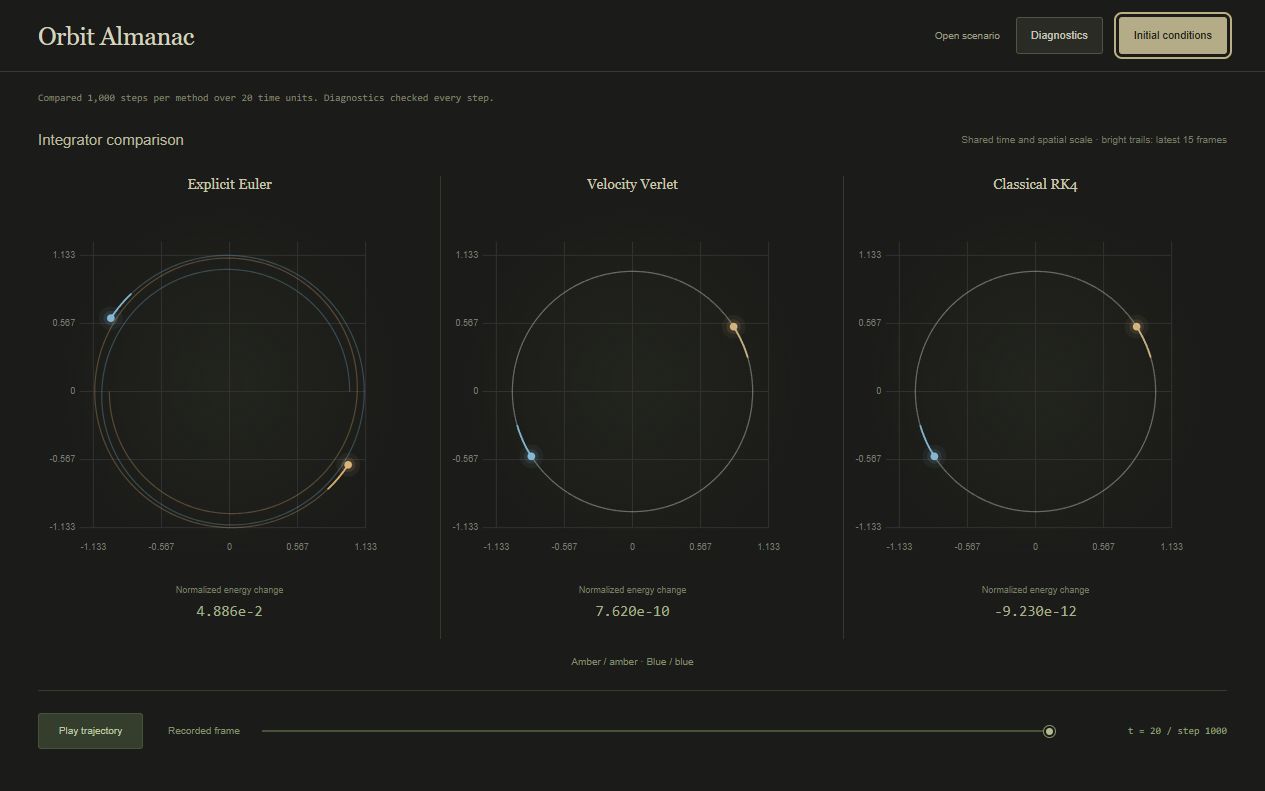 Orbit Almanac
Open scenario
Diagnostics
Initial conditions
Compared 1,000 steps per method over 20 time units. Diagnostics checked every step.
Integrator comparison
Shared time and spatial scale · bright trails: latest 15 frames
Explicit Euler
1.133
0.567
0
-0.567
-1.133
-1.133 -0.567 0 0.567 1.133
Normalized energy change
4.886e-2
Velocity Verlet
1.133
0.567
0
-0.567
-1.133
-1.133 -0.567 0 0.567 1.133
Normalized energy change
7.620e-10
Classical RK4
1.133
0.567
0
-0.567
-1.133
-1.133 -0.567 0 0.567 1.133
Normalized energy change
-9.230e-12
Amber / amber · Blue / blue
Play trajectory
Recorded frame
t = 20 / step 1000